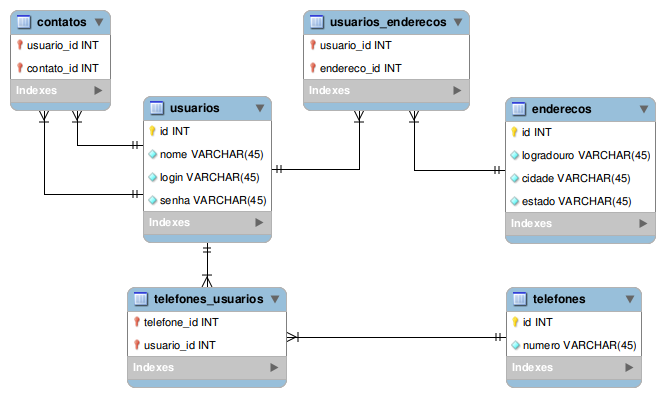 contatos
usuario_id INT
contato_id INT
Indexes
usuarios_enderecos
usuario_id INT
endereco_id INT
Indexes
usuarios
id INT
nome VARCHAR(45)
login VARCHAR(45)
senha VARCHAR(45)
Indexes
enderecos
id INT
logradouro VARCHAR(45)
cidade VARCHAR(45)
estado VARCHAR(45)
Indexes
telefones_usuarios
telefone_id INT
usuario_id INT
Indexes
telefones
id INT
numero VARCHAR(45)
Indexes